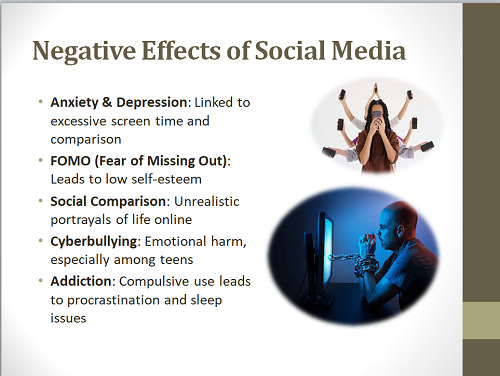 Negative Effects of Social Media
• Anxiety & Depression: Linked to
excessive screen time and
comparison
• FOMO (Fear of Missing Out):
Leads to low self-esteem
• Social Comparison: Unrealistic
portrayals of life online
• Cyberbullying: Emotional harm,
especially among teens
• Addiction: Compulsive use leads
to procrastination and sleep
issues